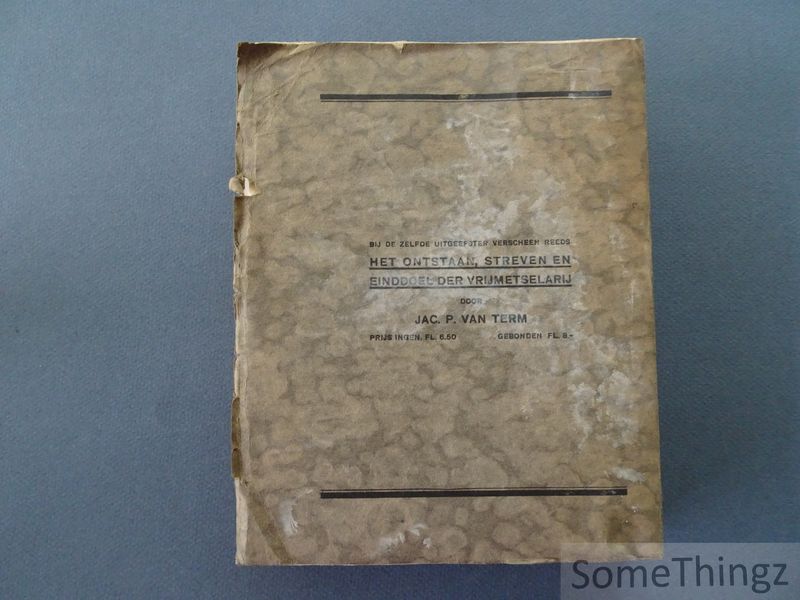 BIJ DE ZELFDE UITGEEFSTER VERSCHEEN REEDS
HET ONTSTAAN, STREVEN EN
EINDDOEL DER VRIJMETSELARIJ
DOOR
JAC. P. VAN TERM
PRIJS INGEN. FL. 6.50 GEBONDEN FL. 8.-
SomeThingz